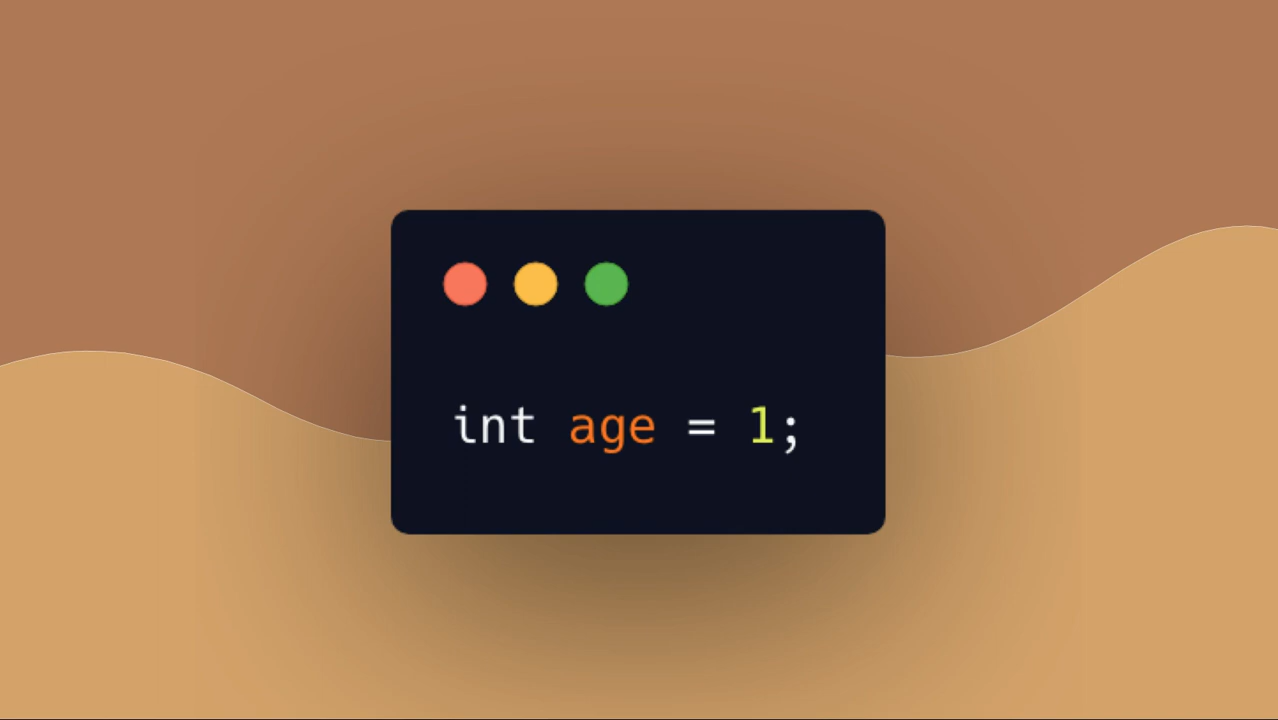 int age = 1;